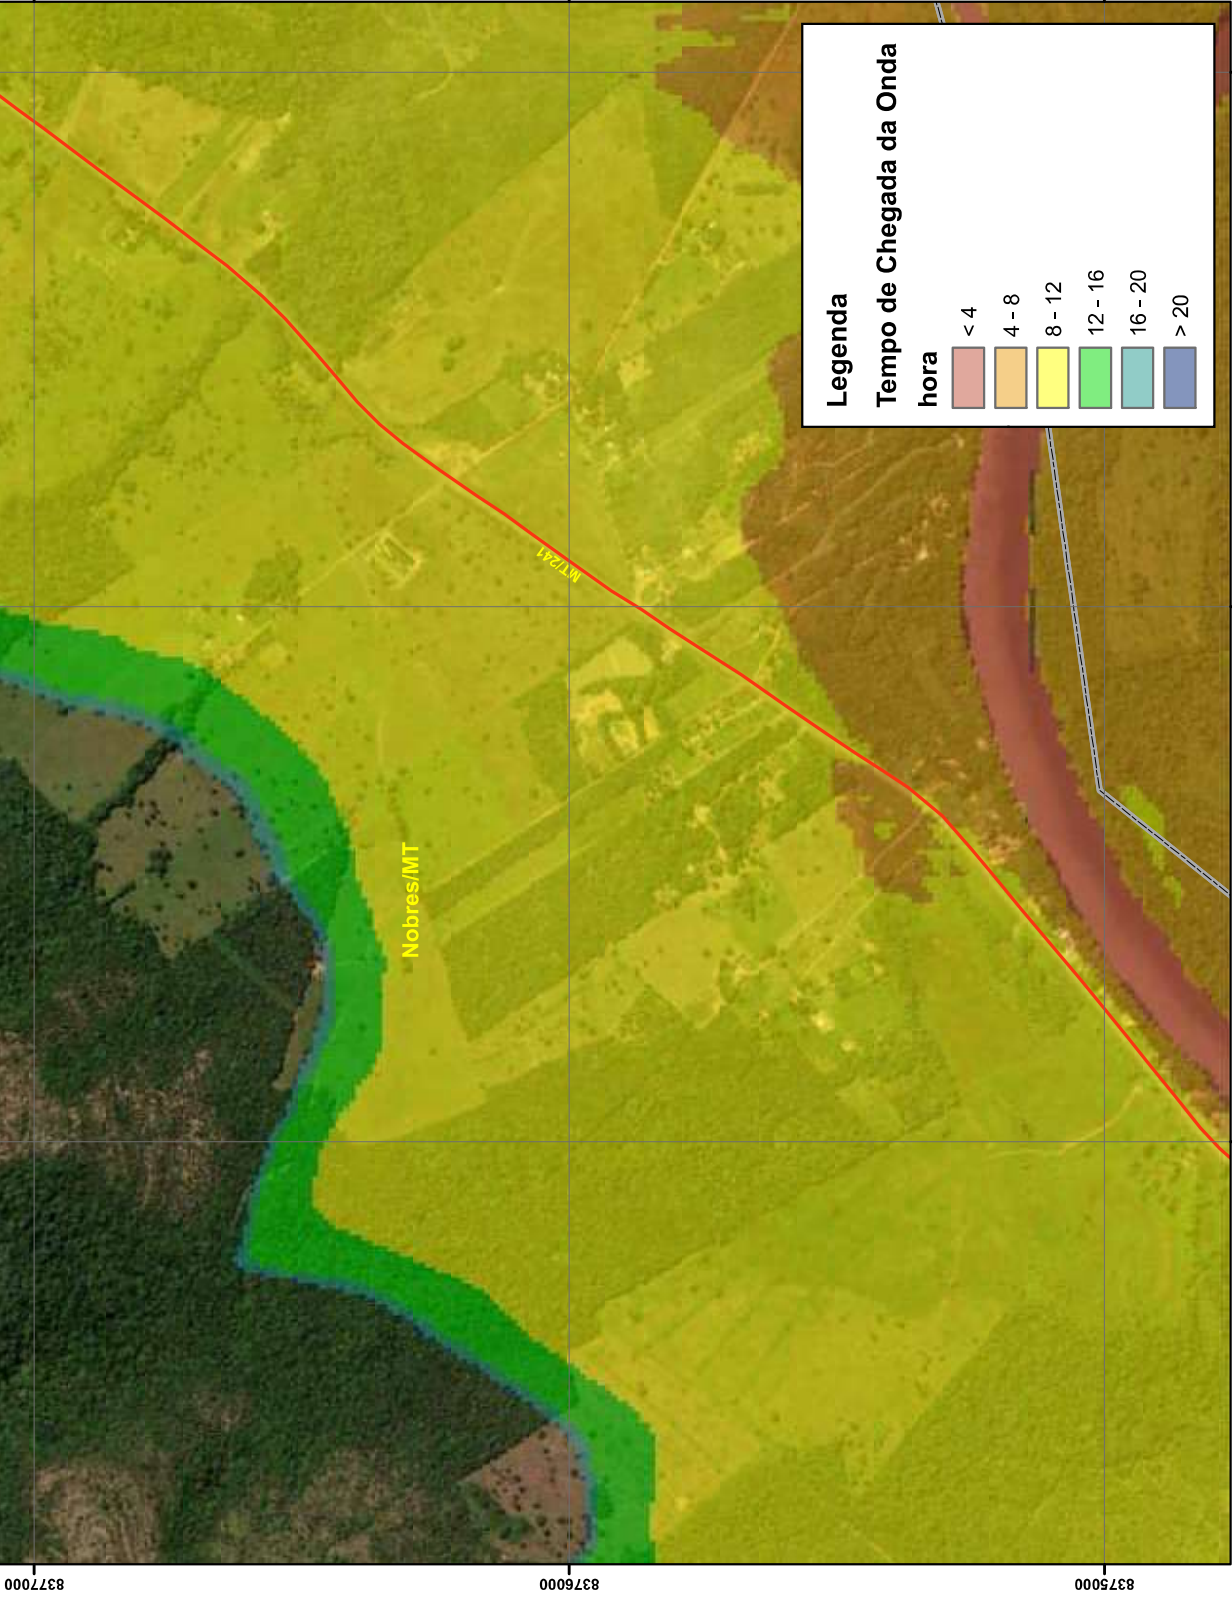 Legenda
Tempo de Chegada da Onda
hora
< 4
4 - 8
8 - 12
12 - 16
16 - 20
> 20
MT/241
Nobres/MT
8377000
8376000
8375000